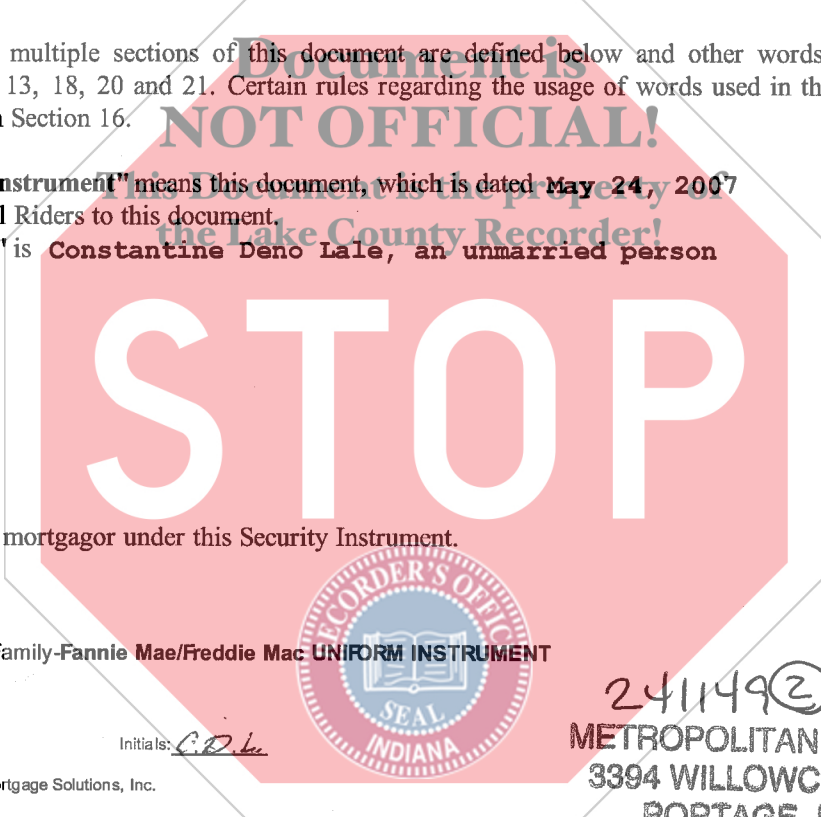 multiple sections of this document are defined below and other words
Document is
13, 18, 20 and 21. Certain rules regarding the usage of words used in th
Section 16.
NOT OFFICIAL!
nstrument" means this document, which is dated May 24, 2007
This Document is the property of
Riders to this document.
the Lake County Recorder!
" is Constantine Deno Lale, an unmarried person
STOP
mortgagor under this Security Instrument.
RECORDER'S OFFIC
SEAL
INDIANA
amily-Fannie Mae/Freddie Mac UNIFORM INSTRUMENT
241149 2
Initials: C.D.L.
METROPOLITAN
rtgage Solutions, Inc.
3394 WILLOWC
PORTAGE,